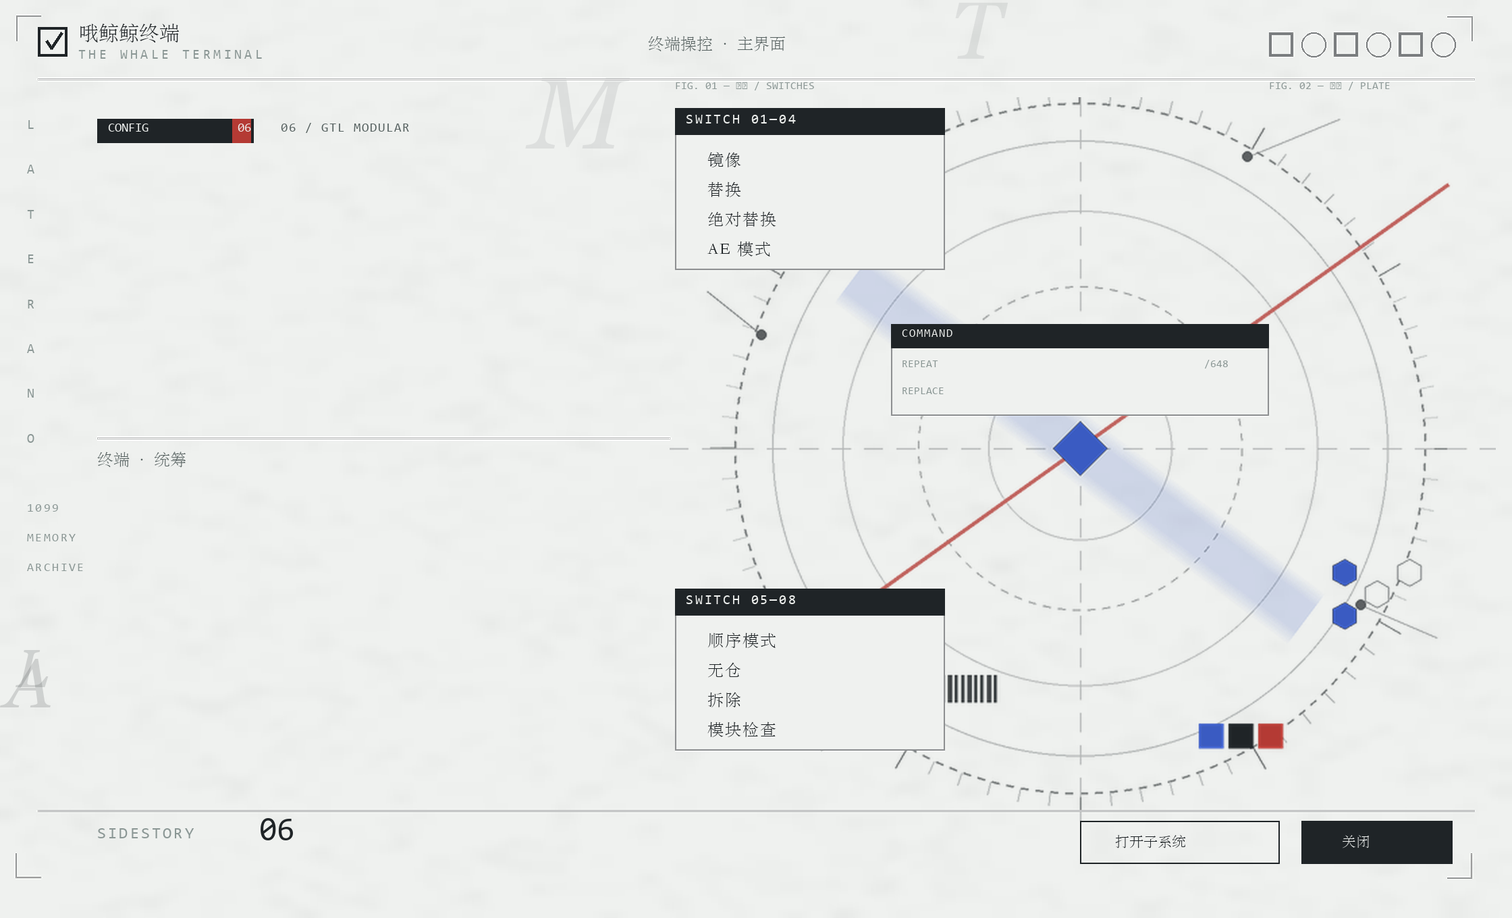 哦鲸鲸终端
THE WHALE TERMINAL
终端操控 · 主界面
T
M
FIG. 01 — / SWITCHES
FIG. 02 — / PLATE
L
A
T
E
R
A
N
O
CONFIG 06
06 / GTL MODULAR
SWITCH 01—04
镜像
替换
绝对替换
AE 模式
COMMAND
REPEAT /648
REPLACE
终端 · 统筹
1099
MEMORY
ARCHIVE
SWITCH 05—08
顺序模式
无仓
拆除
模块检查
L
A
SIDESTORY 06
打开子系统
关闭